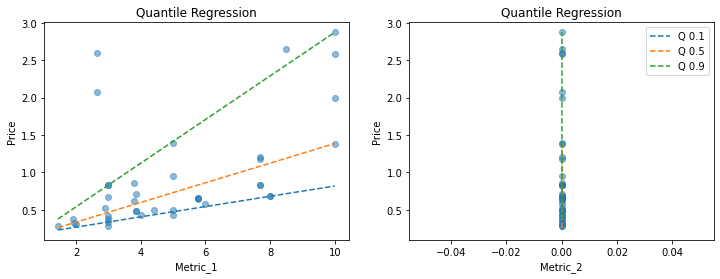 Quantile Regression
Price
3.0
2.5
2.0
1.5
1.0
0.5
2
4
6
8
10
Metric_1
Quantile Regression
Q 0.1
Q 0.5
Q 0.9
Price
3.0
2.5
2.0
1.5
1.0
0.5
−0.04
−0.02
0.00
0.02
0.04
Metric_2